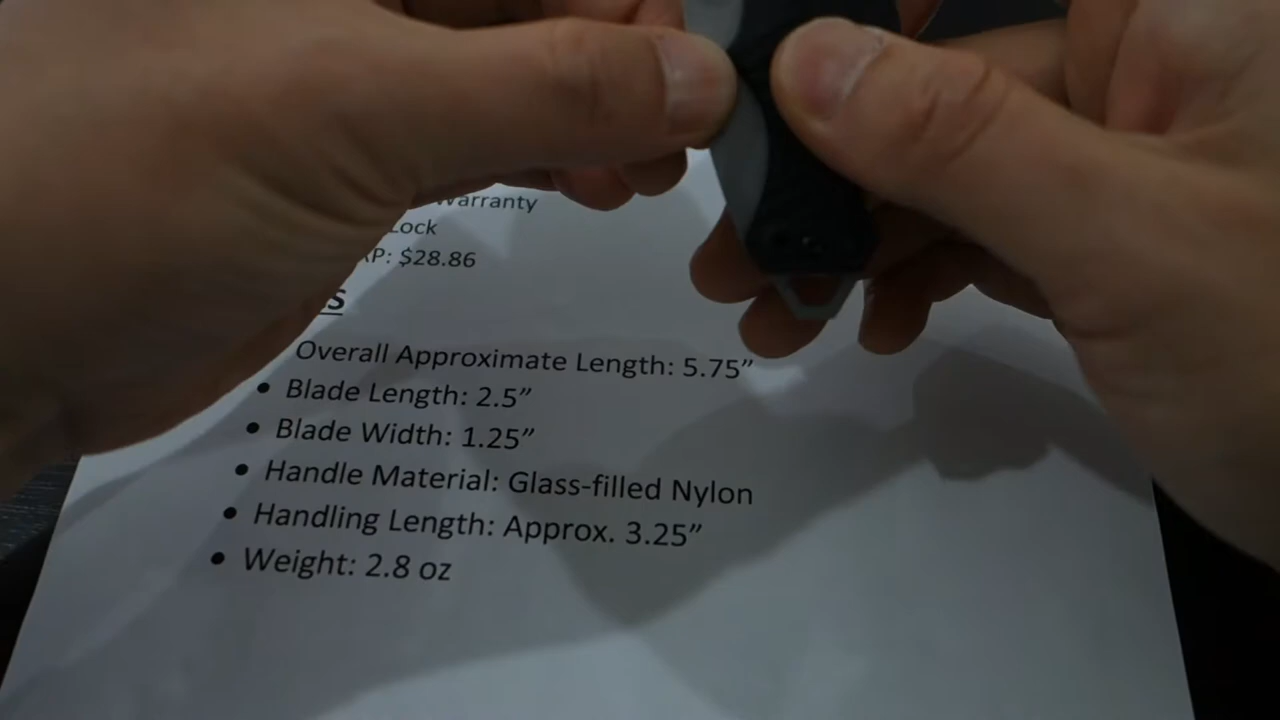 Warranty
Lock
P: $28.86
s
Overall Approximate Length: 5.75”
• Blade Length: 2.5”
• Blade Width: 1.25”
• Handle Material: Glass-filled Nylon
• Handling Length: Approx. 3.25”
• Weight: 2.8 oz